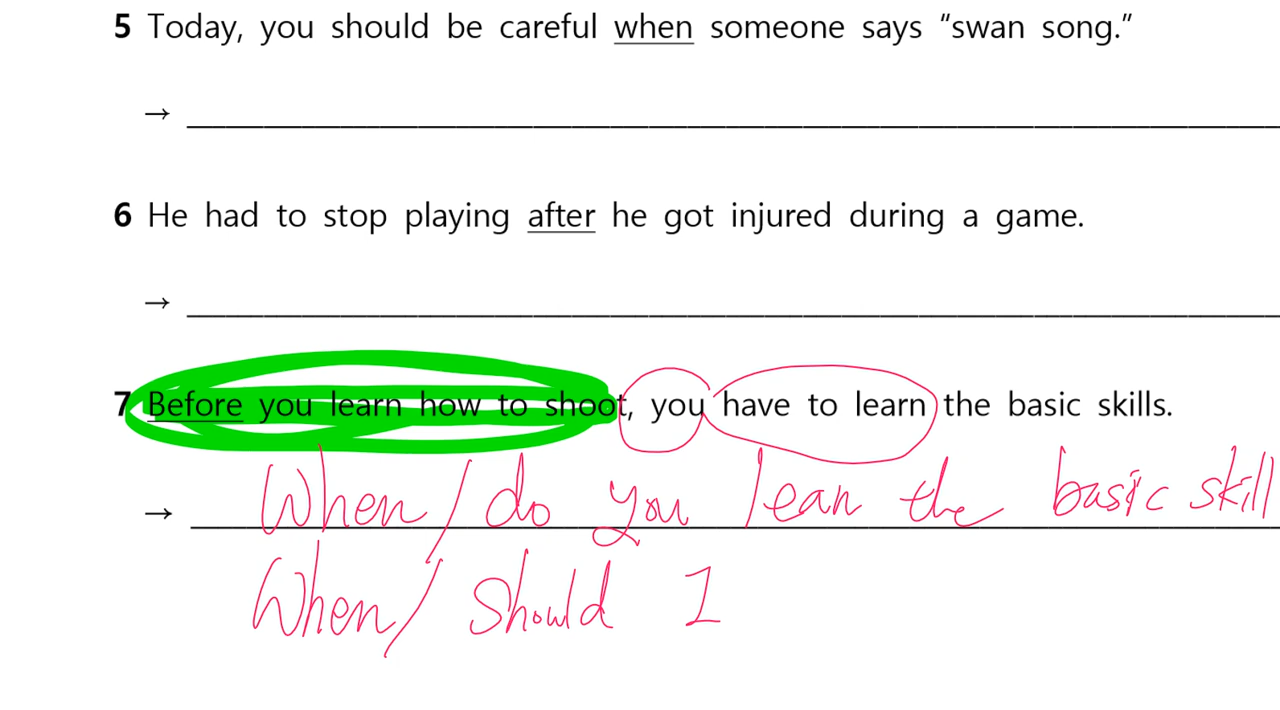 5 Today, you should be careful when someone says “swan song.”
→
6 He had to stop playing after he got injured during a game.
→
7 Before you learn how to shoot, you have to learn the basic skills.
→ When / do you lean the basic skill
When / should I